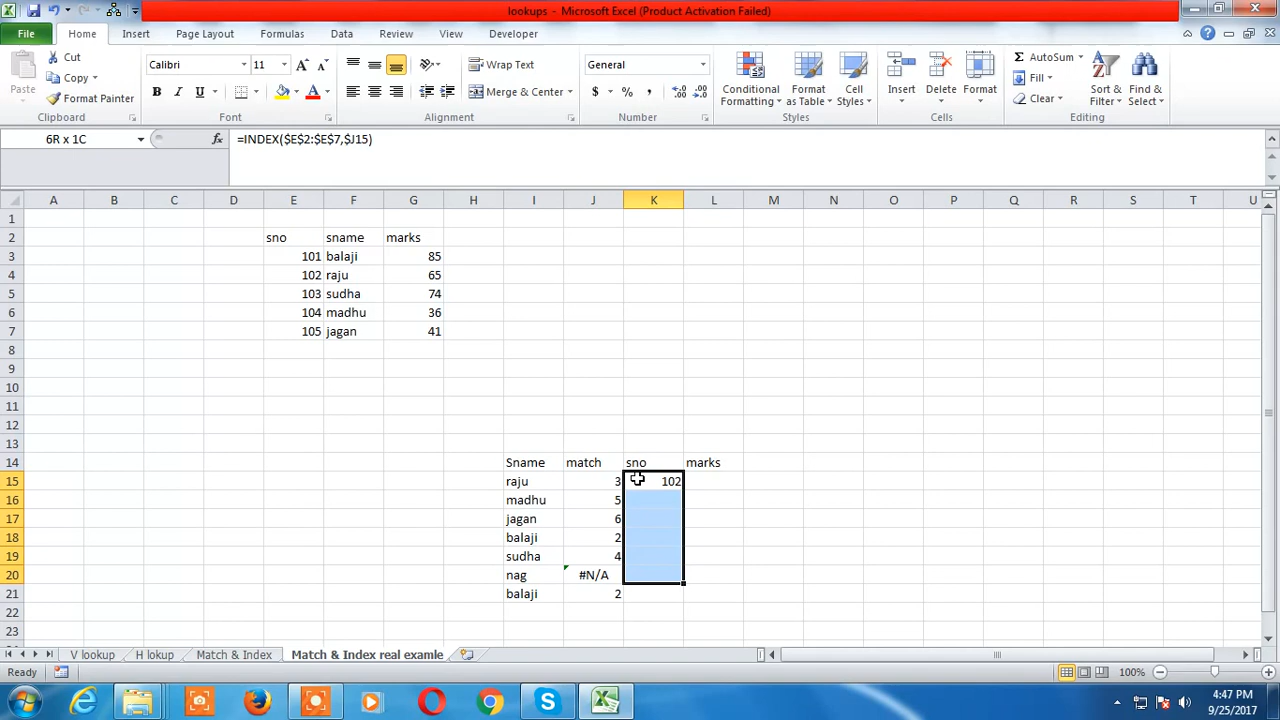 lookups - Microsoft Excel (Product Activation Failed)
File Home Insert Page Layout Formulas Data Review View Developer
Cut
Copy
Format Painter
Paste
Clipboard
Calibri 11
B I U
Font
Wrap Text
Merge & Center
Alignment
General
$ % ,
Number
Conditional Formatting
Format as Table
Cell Styles
Styles
Insert Delete Format
Cells
AutoSum
Fill
Clear
Sort & Filter
Find & Select
Editing
6R x 1C fx =INDEX($E$2:$E$7,$J15)
A B C D E F G H I J K L M N O P Q R S T U
1
2 sno sname marks
3 101 balaji 85
4 102 raju 65
5 103 sudha 74
6 104 madhu 36
7 105 jagan 41
8
9
10
11
12
13
14 Sname match sno marks
15 raju 3 102
16 madhu 5
17 jagan 6
18 balaji 2
19 sudha 4
20 nag #N/A
21 balaji 2
22
23
V lookup H lokup Match & Index Match & Index real examle
Ready 100%
4:47 PM
9/25/2017